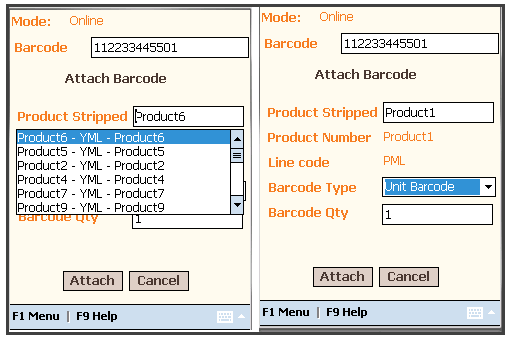 Mode: Online
Barcode 112233445501
Attach Barcode
Product Stripped Product6
Product6 - YML - Product6
Product5 - YML - Product5
Product2 - YML - Product2
Product4 - YML - Product4
Product7 - YML - Product7
Product9 - YML - Product9
Barcode Qty 1
Attach Cancel
F1 Menu | F9 Help
Mode: Online
Barcode 112233445501
Attach Barcode
Product Stripped Product1
Product Number Product1
Line code PML
Barcode Type Unit Barcode
Barcode Qty 1
Attach Cancel
F1 Menu | F9 Help